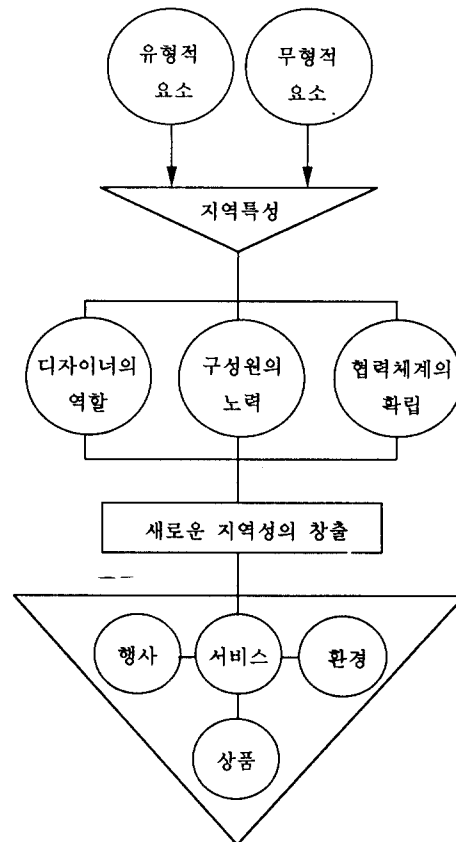 유형적
요소
무형적
요소
지역특성
디자이너의
역할
구성원의
노력
협력체계의
확립
새로운 지역성의 창출
행사
서비스
환경
상품